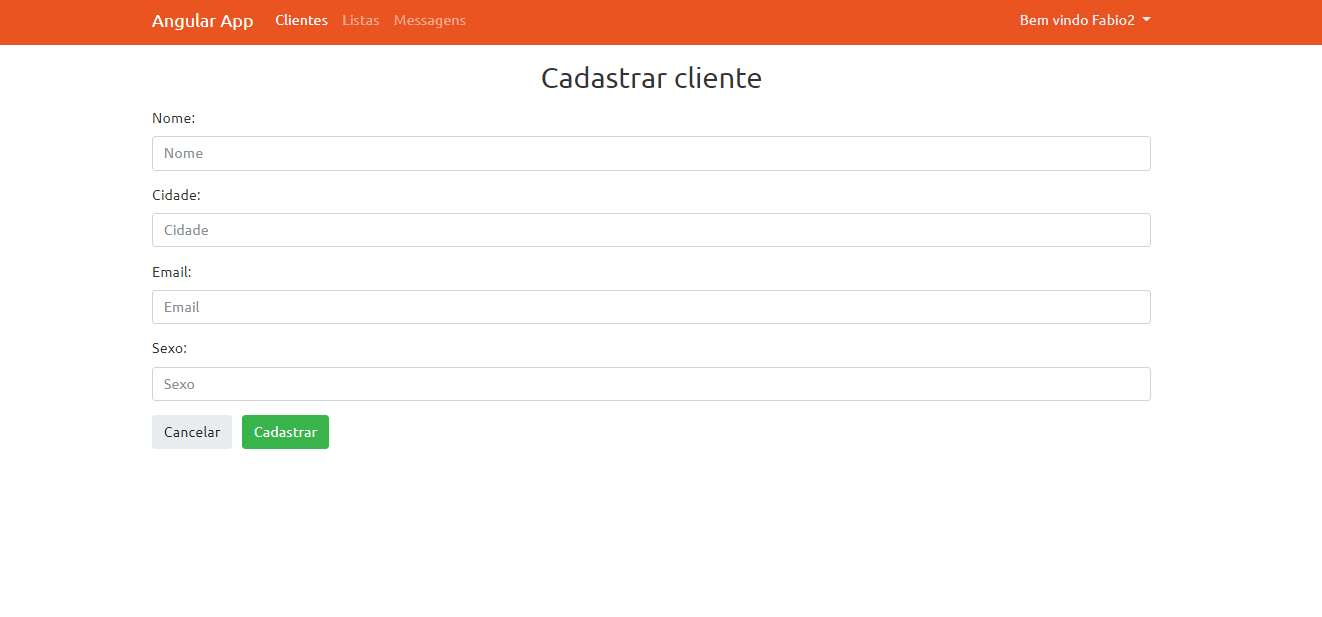 Angular App Clientes Listas Messagens Bem vindo Fabio2
Cadastrar cliente
Nome:
Nome
Cidade:
Cidade
Email:
Email
Sexo:
Sexo
Cancelar Cadastrar